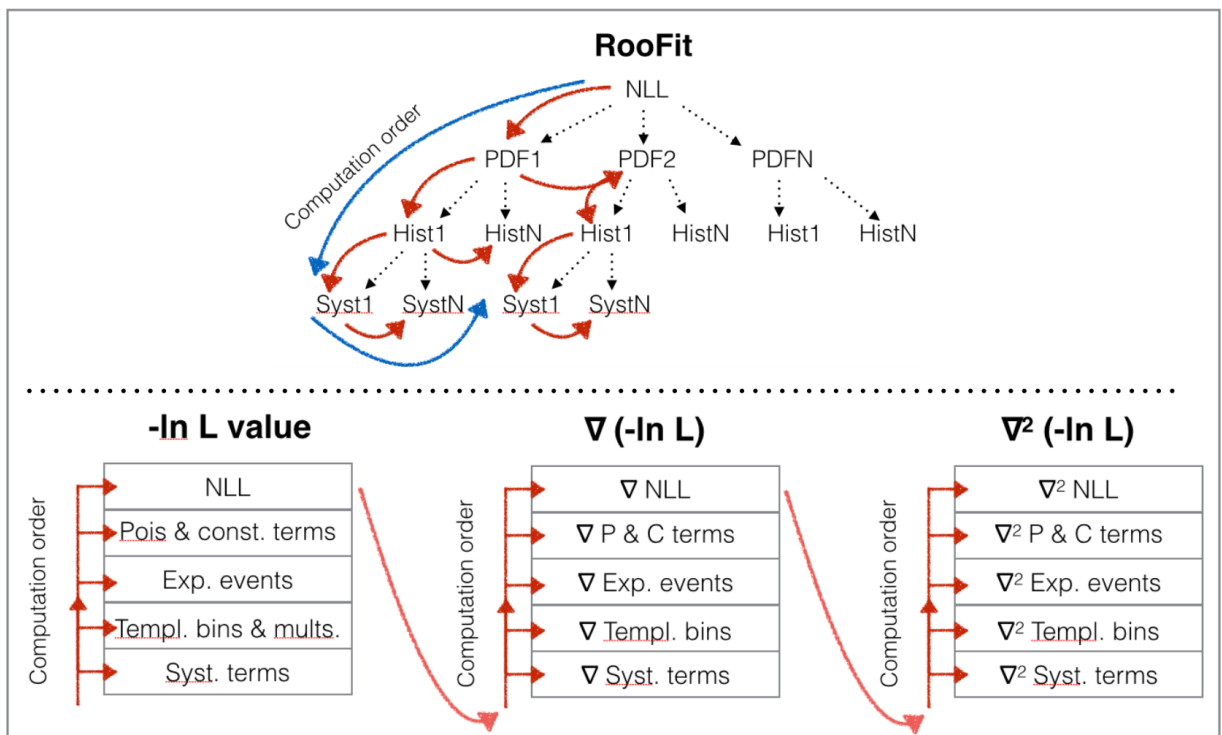 RooFit
NLL
Computation order
PDF1 PDF2 PDFN
Hist1 HistN Hist1 HistN Hist1 HistN
Syst1 SystN Syst1 SystN
-ln L value
Computation order
NLL
Pois & const. terms
Exp. events
Templ. bins & mults.
Syst. terms
∇ (-ln L)
Computation order
∇ NLL
∇ P & C terms
∇ Exp. events
∇ Templ. bins
∇ Syst. terms
∇² (-ln L)
Computation order
∇² NLL
∇² P & C terms
∇² Exp. events
∇² Templ. bins
∇² Syst. terms